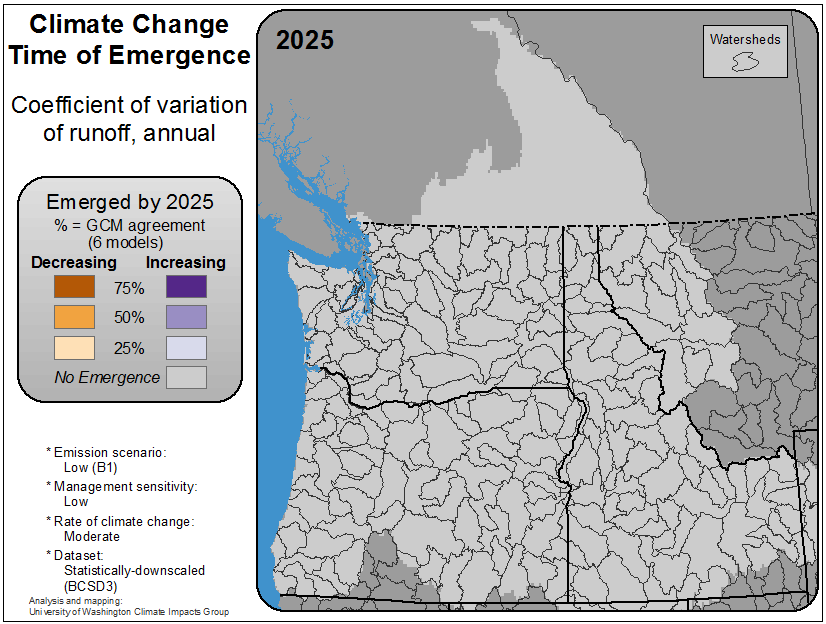 Climate Change
Time of Emergence
Coefficient of variation
of runoff, annual
Emerged by 2025
% = GCM agreement
(6 models)
Decreasing Increasing
75%
50%
25%
No Emergence
* Emission scenario:
Low (B1)
* Management sensitivity:
Low
* Rate of climate change:
Moderate
* Dataset:
Statistically-downscaled
(BCSD3)
Analysis and mapping:
University of Washington Climate Impacts Group
2025
Watersheds